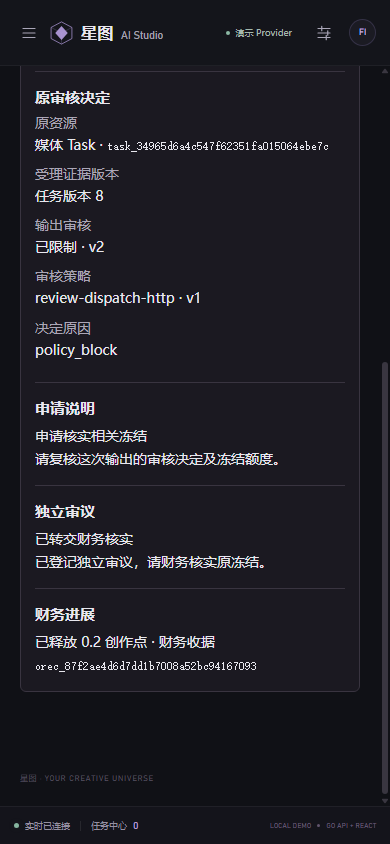 星图 AI Studio
演示 Provider
FI
原审核决定
原资源
媒体 Task · task_34965d6a4c547f62351fa015064ebe7c
受理证据版本
任务版本 8
输出审核
已限制 · v2
审核策略
review-dispatch-http · v1
决定原因
policy_block
申请说明
申请核实相关冻结
请复核这次输出的审核决定及冻结额度。
独立审议
已转交财务核实
已登记独立审议，请财务核实原冻结。
财务进展
已释放 0.2 创作点 · 财务收据
orec_87f2ae4d6d7dd1b7008a52bc94167093
星图 · YOUR CREATIVE UNIVERSE
实时已连接 任务中心 0
LOCAL DEMO • GO API + REACT